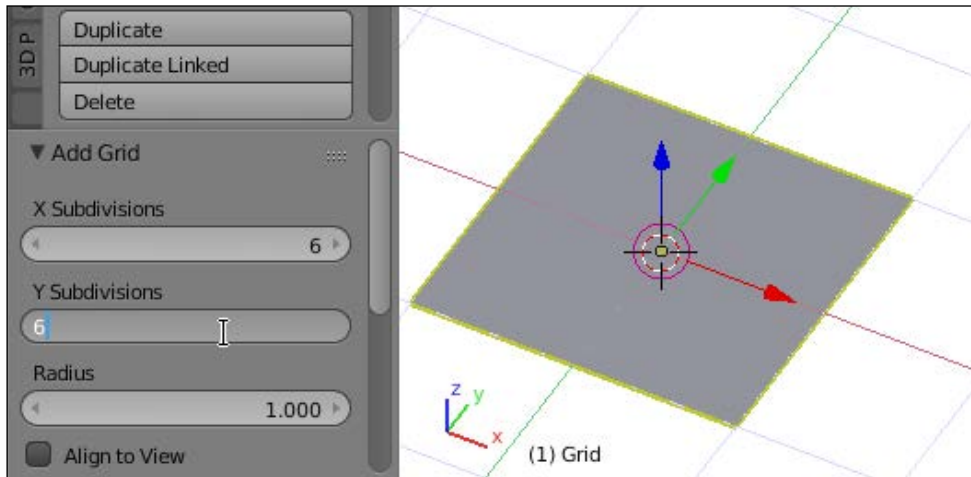 3D P
Duplicate
Duplicate Linked
Delete
Add Grid
X Subdivisions
6
Y Subdivisions
6
Radius
1.000
Align to View
z
y
x
(1) Grid